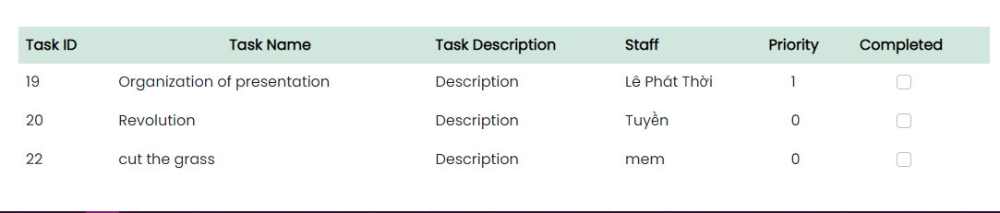 Task ID Task Name Task Description Staff Priority Completed
19 Organization of presentation Description Lê Phát Thời 1
20 Revolution Description Tuyền 0
22 cut the grass Description mem 0